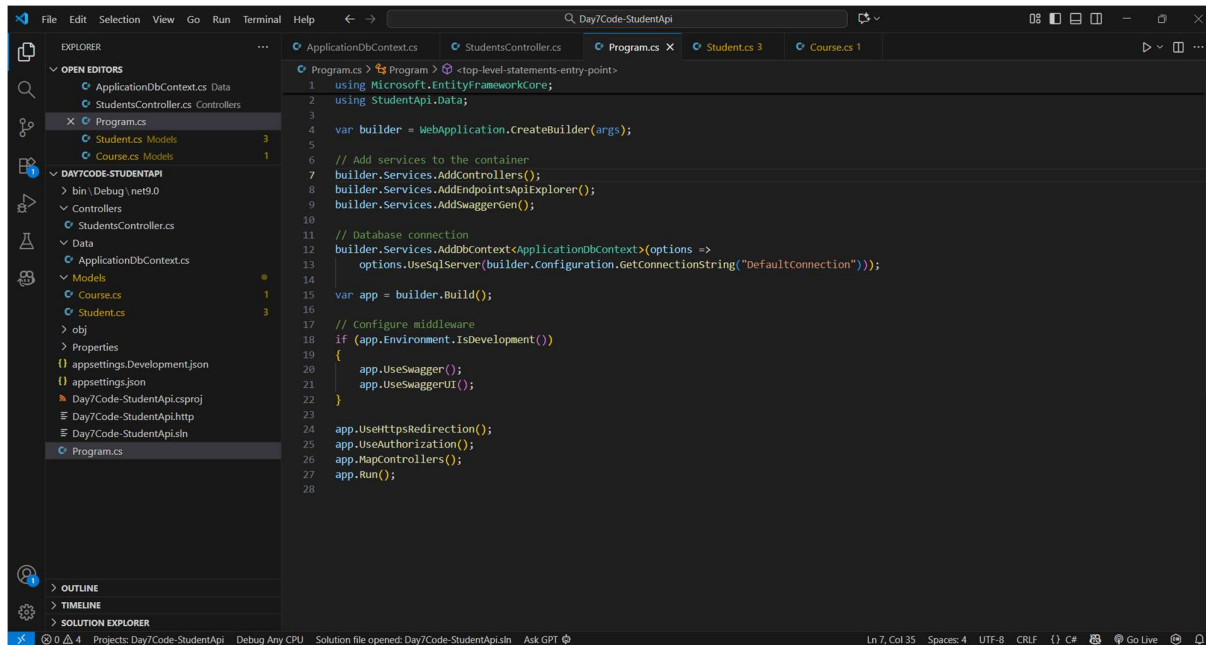 File Edit Selection View Go Run Terminal Help
Day7Code-StudentApi
EXPLORER
OPEN EDITORS
ApplicationDbContext.cs Data
StudentsController.cs Controllers
Program.cs
Student.cs Models 3
Course.cs Models 1
DAY7CODE-STUDENTAPI
bin\Debug\net9.0
Controllers
StudentsController.cs
Data
ApplicationDbContext.cs
Models
Course.cs 1
Student.cs 3
obj
Properties
{} appsettings.Development.json
{} appsettings.json
Day7Code-StudentApi.csproj
Day7Code-StudentApi.http
Day7Code-StudentApi.sln
Program.cs
OUTLINE
TIMELINE
SOLUTION EXPLORER
1
1
ApplicationDbContext.cs StudentsController.cs Program.cs Student.cs 3 Course.cs 1
Program.cs > Program > <top-level-statements-entry-point>
1 using Microsoft.EntityFrameworkCore;
2 using StudentApi.Data;
3
4 var builder = WebApplication.CreateBuilder(args);
5
6 // Add services to the container
7 builder.Services.AddControllers();
8 builder.Services.AddEndpointsApiExplorer();
9 builder.Services.AddSwaggerGen();
10
11 // Database connection
12 builder.Services.AddDbContext<ApplicationDbContext>(options =>
13 options.UseSqlServer(builder.Configuration.GetConnectionString("DefaultConnection")));
14
15 var app = builder.Build();
16
17 // Configure middleware
18 if (app.Environment.IsDevelopment())
19 {
20 app.UseSwagger();
21 app.UseSwaggerUI();
22 }
23
24 app.UseHttpsRedirection();
25 app.UseAuthorization();
26 app.MapControllers();
27 app.Run();
28
0 4 Projects: Day7Code-StudentApi Debug Any CPU Solution file opened: Day7Code-StudentApi.sln Ask GPT Ln 7, Col 35 Spaces: 4 UTF-8 CRLF {} C# Go Live